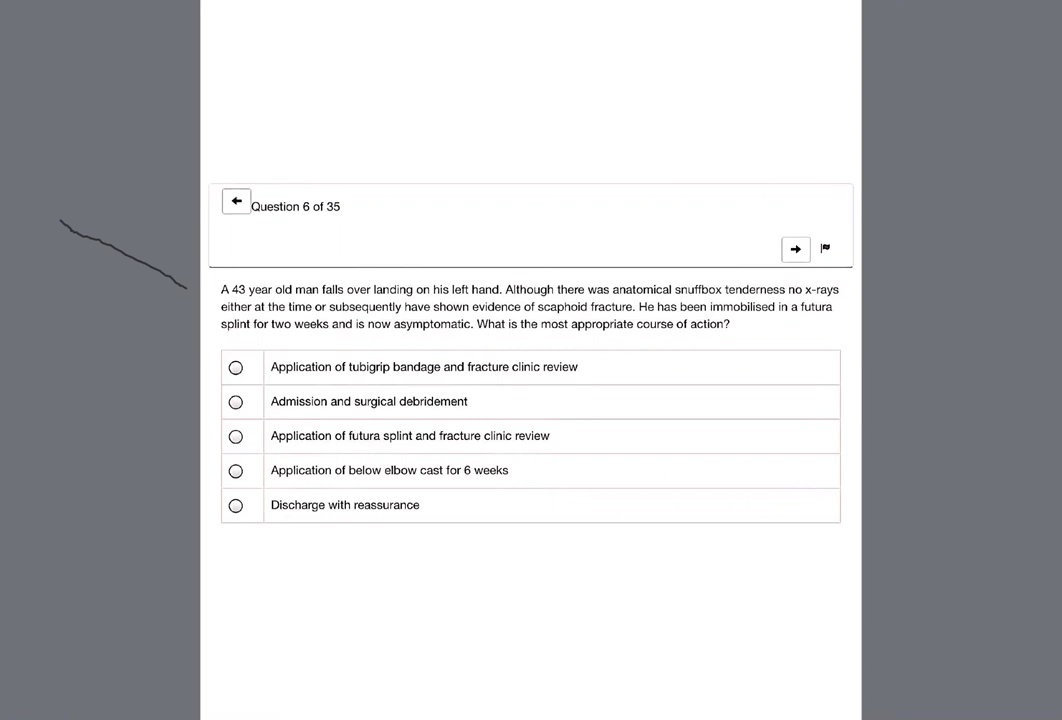 Question 6 of 35
A 43 year old man falls over landing on his left hand. Although there was anatomical snuffbox tenderness no x-rays
either at the time or subsequently have shown evidence of scaphoid fracture. He has been immobilised in a futura
splint for two weeks and is now asymptomatic. What is the most appropriate course of action?
Application of tubigrip bandage and fracture clinic review
Admission and surgical debridement
Application of futura splint and fracture clinic review
Application of below elbow cast for 6 weeks
Discharge with reassurance